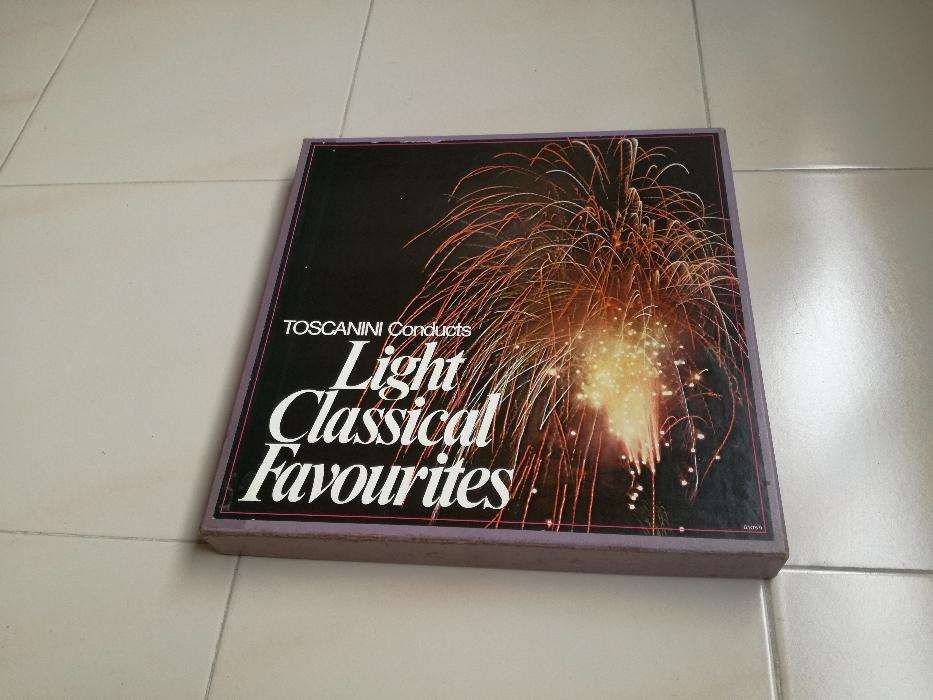 TOSCANINI Conducts
Light
Classical
Favourites